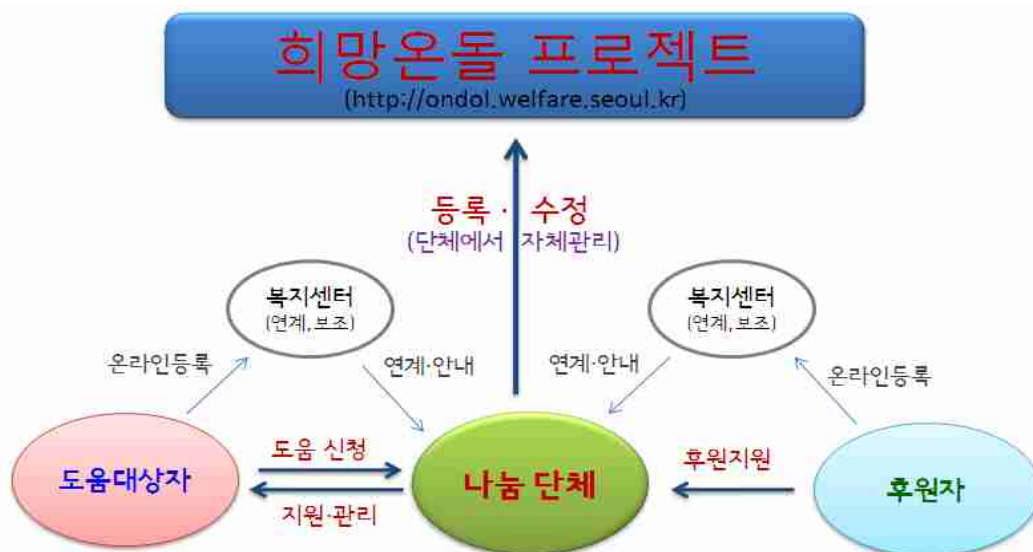 희망온돌 프로젝트
(http://ondol.welfare.seoul.kr)
등록 · 수정
(단체에서 자체관리)
복지센터
(연계,보조)
복지센터
(연계,보조)
온라인등록
연계·안내
연계·안내
온라인등록
도움대상자
도움 신청
지원·관리
나눔 단체
후원지원
후원자